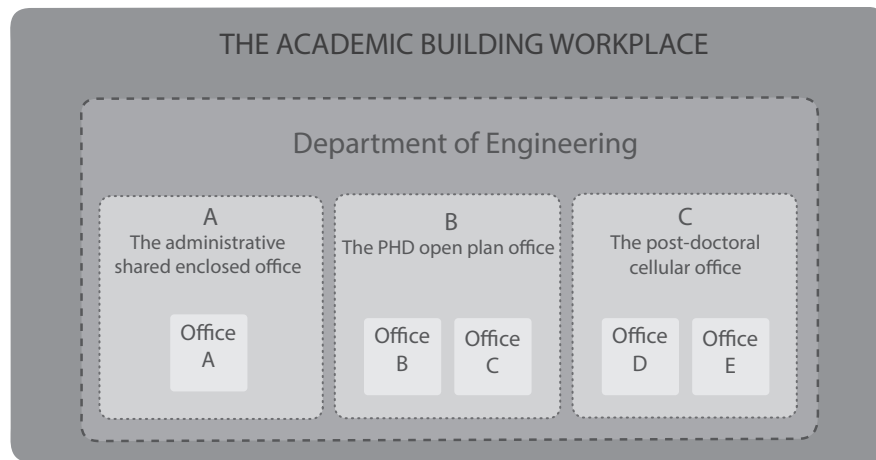 THE ACADEMIC BUILDING WORKPLACE
Department of Engineering
A
The administrative
shared enclosed office
Office
A
B
The PHD open plan office
Office
B
Office
C
C
The post-doctoral
cellular office
Office
D
Office
E